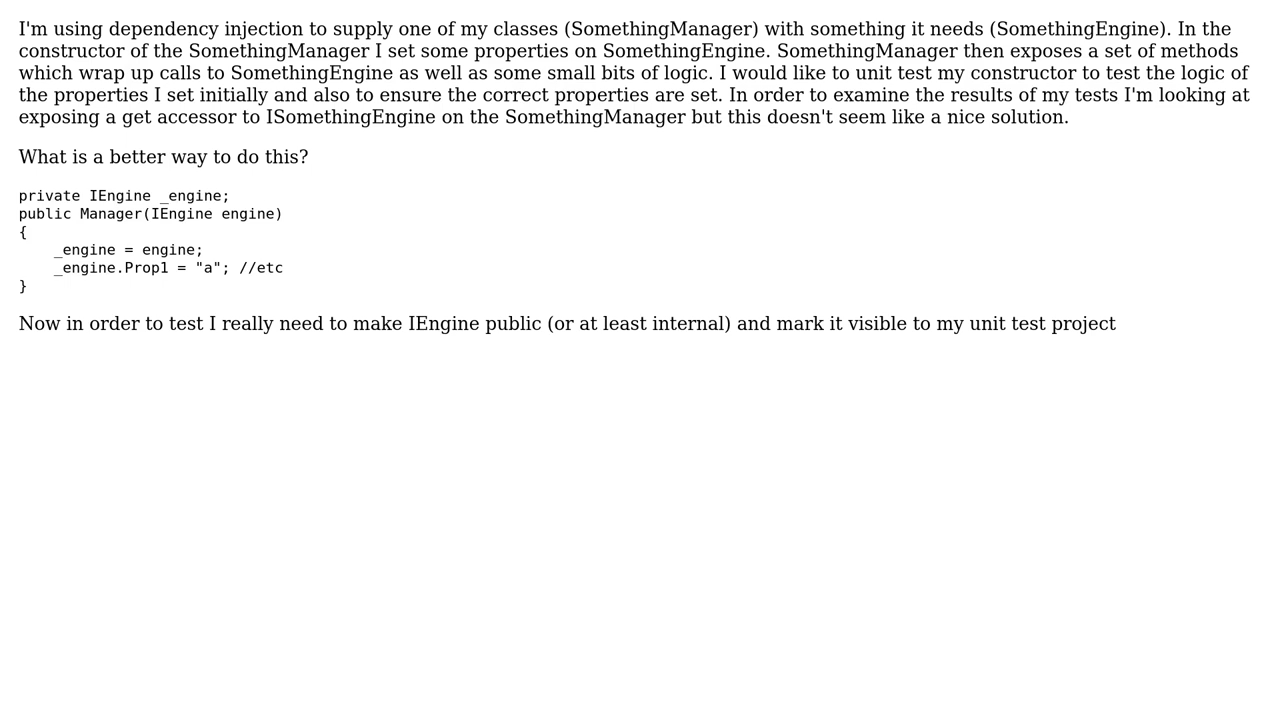 I'm using dependency injection to supply one of my classes (SomethingManager) with something it needs (SomethingEngine). In the
constructor of the SomethingManager I set some properties on SomethingEngine. SomethingManager then exposes a set of methods
which wrap up calls to SomethingEngine as well as some small bits of logic. I would like to unit test my constructor to test the logic of
the properties I set initially and also to ensure the correct properties are set. In order to examine the results of my tests I'm looking at
exposing a get accessor to ISomethingEngine on the SomethingManager but this doesn't seem like a nice solution.
What is a better way to do this?
private IEngine _engine;
public Manager(IEngine engine)
{
    _engine = engine;
    _engine.Prop1 = "a"; //etc
}
Now in order to test I really need to make IEngine public (or at least internal) and mark it visible to my unit test project